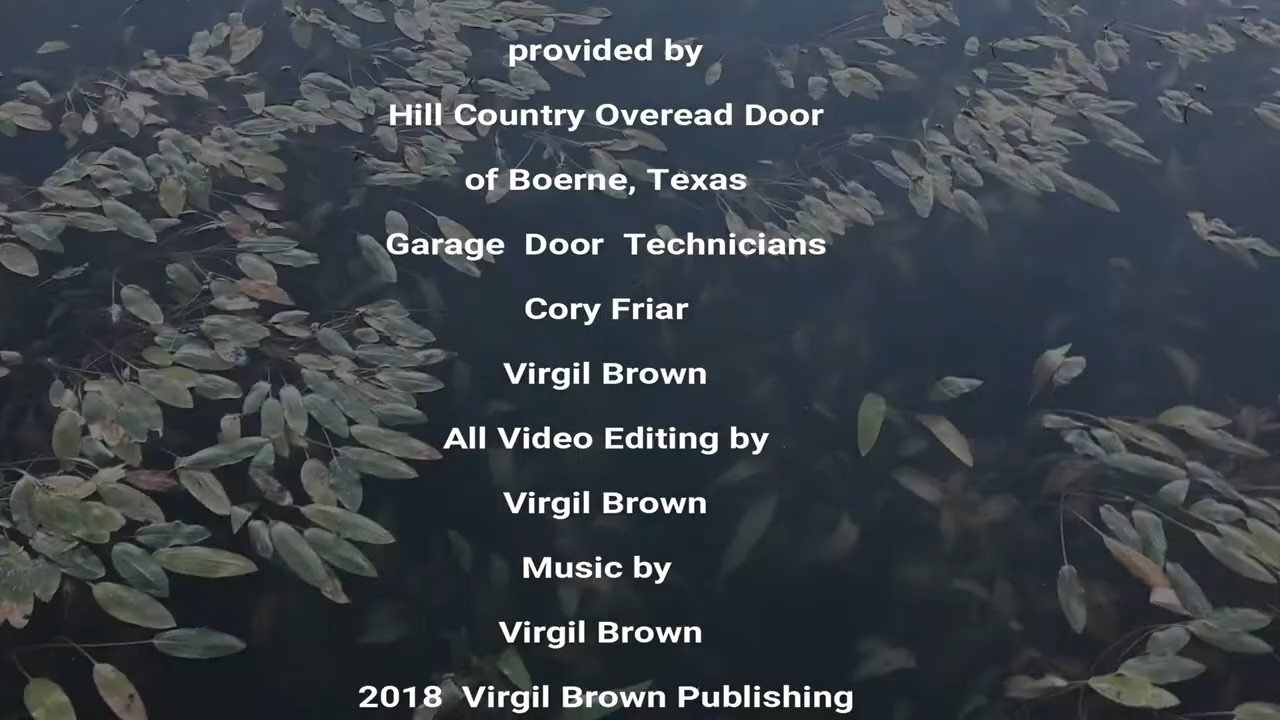 provided by
Hill Country Overead Door
of Boerne, Texas
Garage Door Technicians
Cory Friar
Virgil Brown
All Video Editing by
Virgil Brown
Music by
Virgil Brown
2018 Virgil Brown Publishing